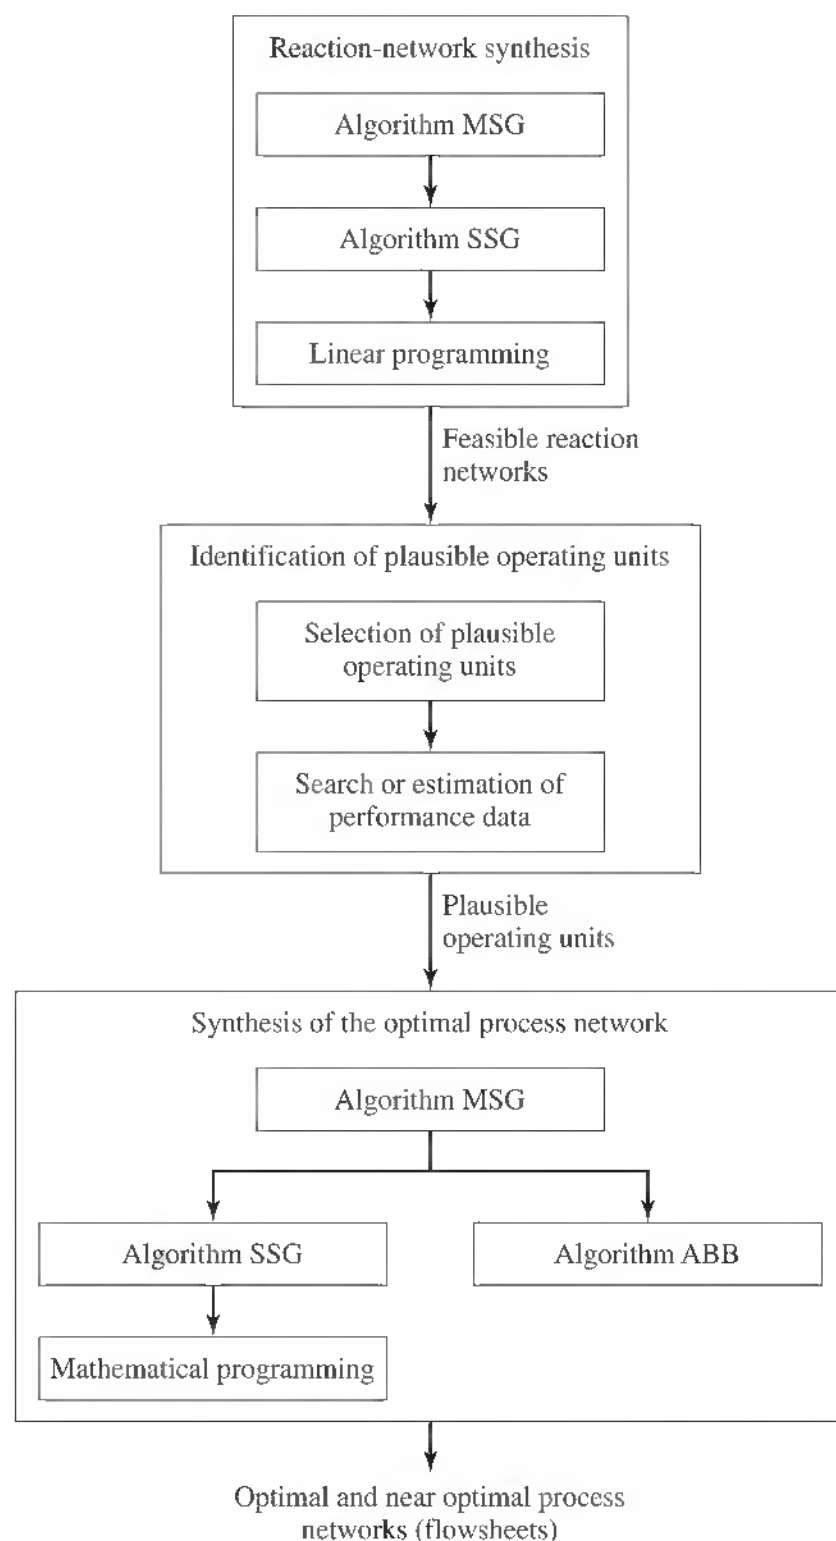 Reaction-network synthesis
Algorithm MSG
Algorithm SSG
Linear programming
Feasible reaction
networks
Identification of plausible operating units
Selection of plausible
operating units
Search or estimation of
performance data
Plausible
operating units
Synthesis of the optimal process network
Algorithm MSG
Algorithm SSG
Algorithm ABB
Mathematical programming
Optimal and near optimal process
networks (flowsheets)